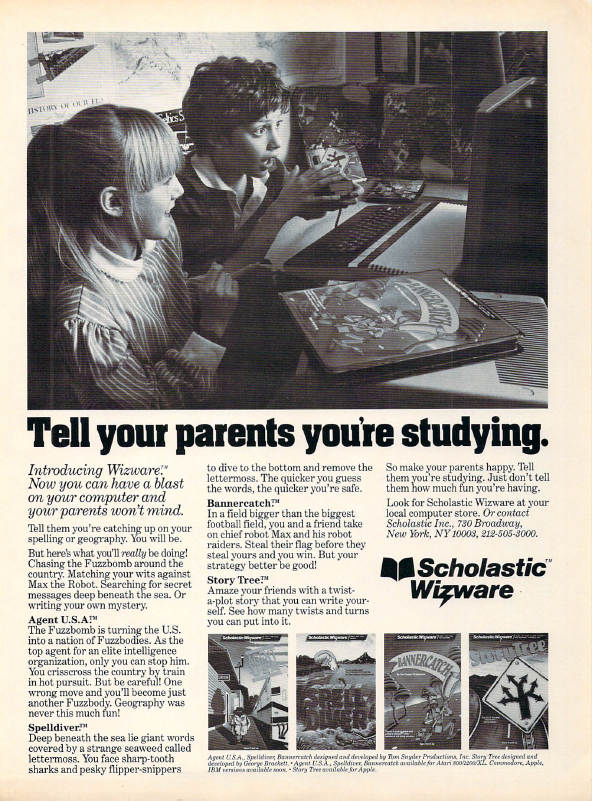 HISTORY OF OUR FL
BANNERCATCH
Tell your parents you're studying.
Introducing Wizware.™
Now you can have a blast
on your computer and
your parents won't mind.
Tell them you're catching up on your
spelling or geography. You will be.
But here's what you'll really be doing!
Chasing the Fuzzbomb around the
country. Matching your wits against
Max the Robot. Searching for secret
messages deep beneath the sea. Or
writing your own mystery.
Agent U.S.A.™
The Fuzzbomb is turning the U.S.
into a nation of Fuzzbodies. As the
top agent for an elite intelligence
organization, only you can stop him.
You crisscross the country by train
in hot pursuit. But be careful! One
wrong move and you'll become just
another Fuzzbody. Geography was
never this much fun!
Spelldiver.™
Deep beneath the sea lie giant words
covered by a strange seaweed called
lettermoss. You face sharp-tooth
sharks and pesky flipper-snippers
to dive to the bottom and remove the
lettermoss. The quicker you guess
the words, the quicker you're safe.
Bannercatch™
In a field bigger than the biggest
football field, you and a friend take
on chief robot Max and his robot
raiders. Steal their flag before they
steal yours and you win. But your
strategy better be good!
Story Tree.™
Amaze your friends with a twist-
a-plot story that you can write your-
self. See how many twists and turns
you can put into it.
So make your parents happy. Tell
them you're studying. Just don't tell
them how much fun you're having.
Look for Scholastic Wizware at your
local computer store. Or contact
Scholastic Inc., 730 Broadway,
New York, NY 10003, 212-505-3000.
Scholastic™
Wizware
Scholastic Wizware
AGENT USA
Scholastic Wizware
SPELL
DIVER
Scholastic Wizware
BANNERCATCH
Scholastic Wizware
Story Tree
Agent U.S.A., Spelldiver, Bannercatch designed and developed by Tom Snyder Productions, Inc. Story Tree designed and
developed by George Brackett. • Agent U.S.A., Spelldiver, Bannercatch available for Atari 800/1200/XL. Commodore, Apple,
IBM versions available soon. • Story Tree available for Apple.